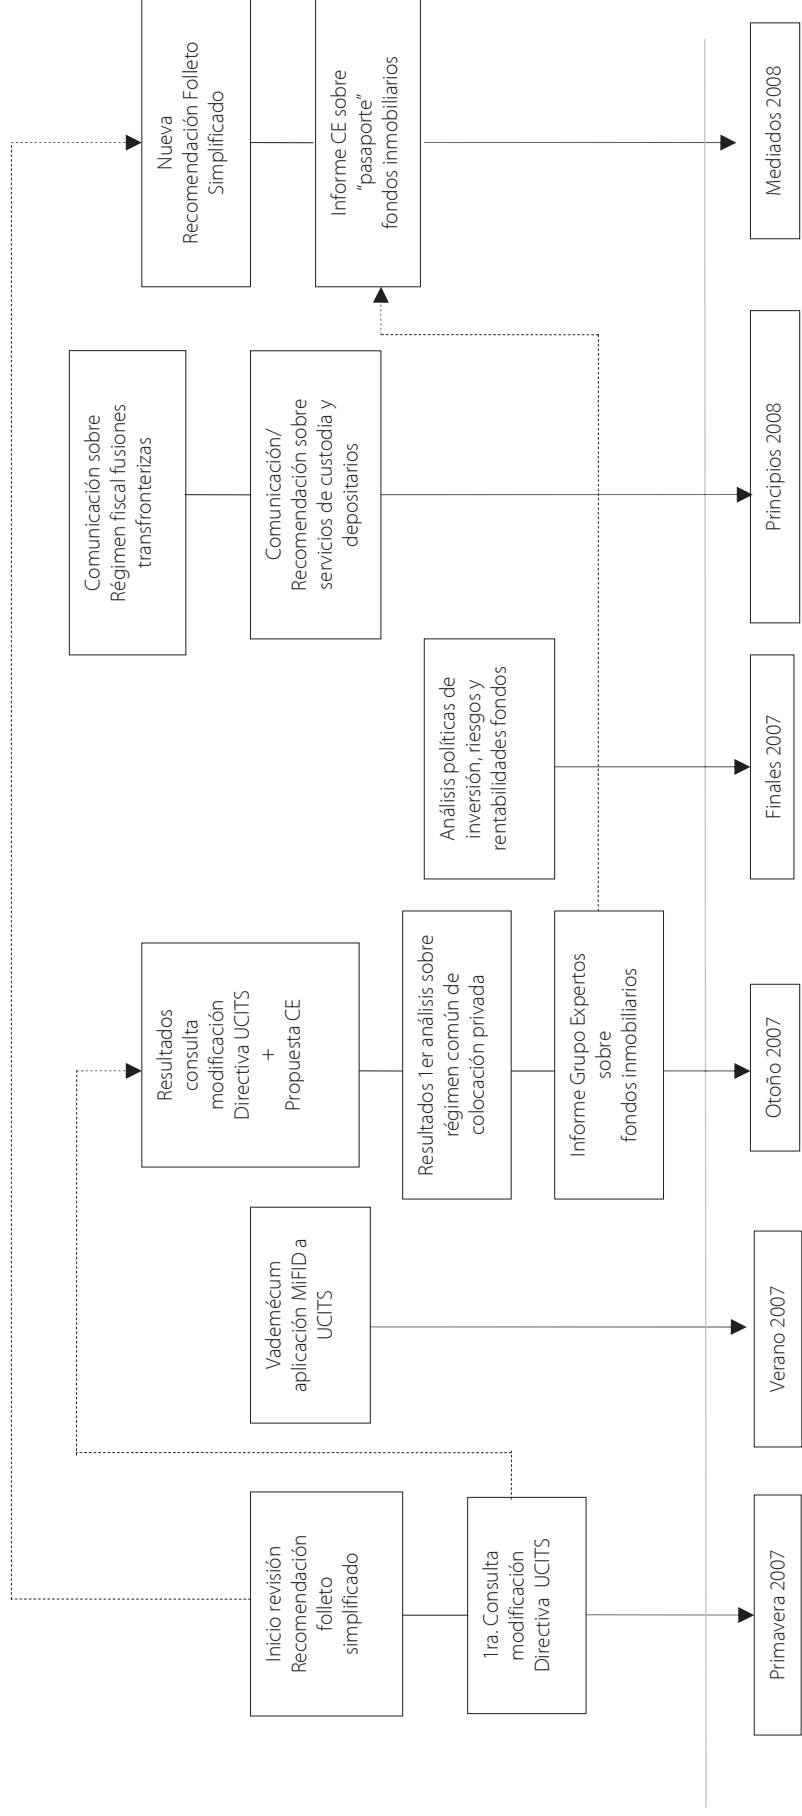 Inicio revisión
Recomendación
folleto
simplificado
1ra. Consulta
modificación
Directiva UCITS
Primavera 2007
Vademécum
aplicación MiFID a
UCITS
Verano 2007
Resultados
consulta
modificación
Directiva UCITS
+
Propuesta CE
Resultados 1er análisis sobre
régimen común de
colocación privada
Informe Grupo Expertos
sobre
fondos inmobiliarios
Otoño 2007
Análisis políticas de
inversión, riesgos y
rentabilidades fondos
Finales 2007
Comunicación sobre
Régimen fiscal fusiones
transfronterizas
Comunicación/
Recomendación sobre
servicios de custodia y
depositarios
Principios 2008
Nueva
Recomendación Folleto
Simplificado
Informe CE sobre
“pasaporte”
fondos inmobiliarios
Mediados 2008